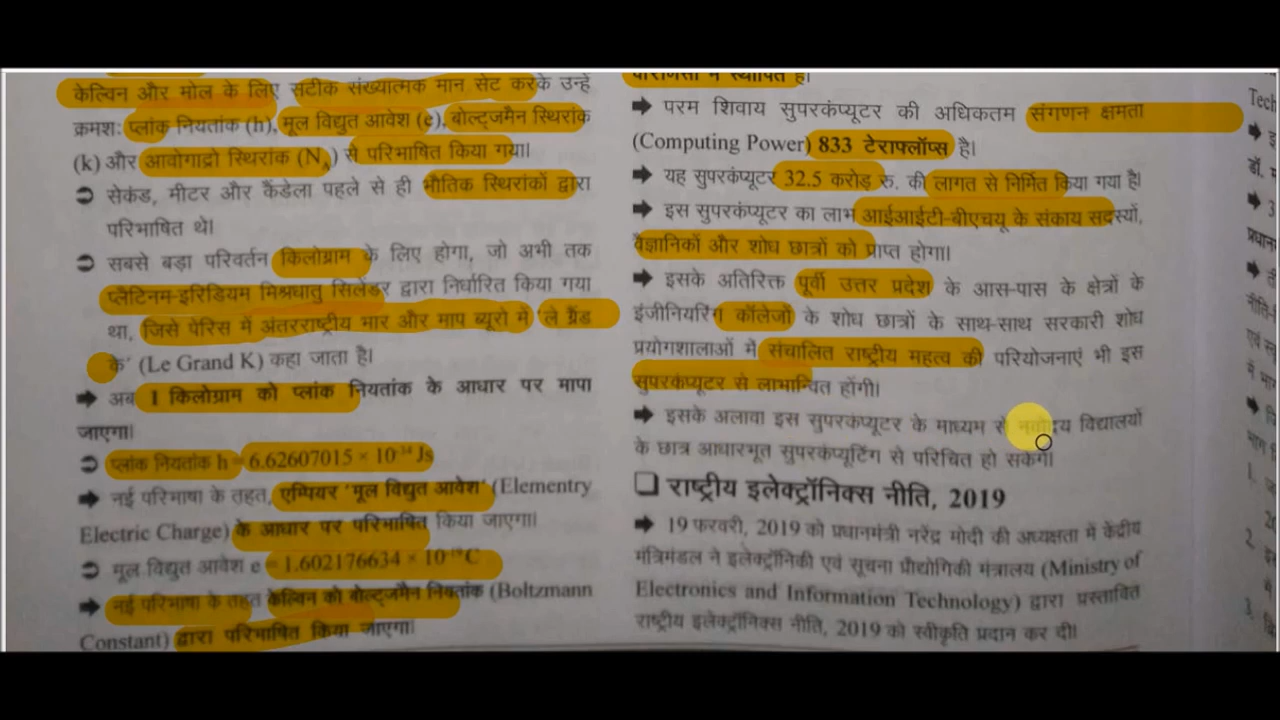 केल्विन और मोल के लिए सटीक संख्यात्मक मान सेट करके उन्हें
क्रमशः प्लांक नियतांक (h), मूल विद्युत आवेश (e), बोल्ट्जमैन स्थिरांक
(k) और आवोगाद्रो स्थिरांक (N_A) से परिभाषित किया गया।
➲ सेकंड, मीटर और कैंडेला पहले से ही भौतिक स्थिरांकों द्वारा
परिभाषित थे।
➲ सबसे बड़ा परिवर्तन किलोग्राम के लिए होगा, जो अभी तक
प्लैटिनम-इरिडियम मिश्रधातु सिलेंडर द्वारा निर्धारित किया गया
था, जिसे पेरिस में अंतरराष्ट्रीय भार और माप ब्यूरो में 'ले ग्रैंड
के' (Le Grand K) कहा जाता है।
➡ अब 1 किलोग्राम को प्लांक नियतांक के आधार पर मापा
जाएगा।
➲ प्लांक नियतांक h = 6.62607015 × 10⁻³⁴ Js
➡ नई परिभाषा के तहत, एम्पियर 'मूल विद्युत आवेश' (Elementry
Electric Charge) के आधार पर परिभाषित किया जाएगा।
➲ मूल विद्युत आवेश e = 1.602176634 × 10⁻¹⁹C
➡ नई परिभाषा के तहत केल्विन को बोल्ट्जमैन नियतांक (Boltzmann
Constant) द्वारा परिभाषित किया जाएगा।
वाराणसी में स्थापित है।
➡ परम शिवाय सुपरकंप्यूटर की अधिकतम संगणन क्षमता
(Computing Power) 833 टेराफ्लॉप्स है।
➡ यह सुपरकंप्यूटर 32.5 करोड़ रु. की लागत से निर्मित किया गया है।
➡ इस सुपरकंप्यूटर का लाभ आईआईटी-बीएचयू के संकाय सदस्यों,
वैज्ञानिकों और शोध छात्रों को प्राप्त होगा।
➡ इसके अतिरिक्त पूर्वी उत्तर प्रदेश के आस-पास के क्षेत्रों के
इंजीनियरिंग कॉलेजों के शोध छात्रों के साथ-साथ सरकारी शोध
प्रयोगशालाओं में संचालित राष्ट्रीय महत्व की परियोजनाएं भी इस
सुपरकंप्यूटर से लाभान्वित होंगी।
➡ इसके अलावा इस सुपरकंप्यूटर के माध्यम से नवोदय विद्यालयों
के छात्र आधारभूत सुपरकंप्यूटिंग से परिचित हो सकेंगे।
❑ राष्ट्रीय इलेक्ट्रॉनिक्स नीति, 2019
➡ 19 फरवरी, 2019 को प्रधानमंत्री नरेंद्र मोदी की अध्यक्षता में केंद्रीय
मंत्रिमंडल ने इलेक्ट्रॉनिकी एवं सूचना प्रौद्योगिकी मंत्रालय (Ministry of
Electronics and Information Technology) द्वारा प्रस्तावित
राष्ट्रीय इलेक्ट्रॉनिक्स नीति, 2019 को स्वीकृति प्रदान कर दी।
Tech